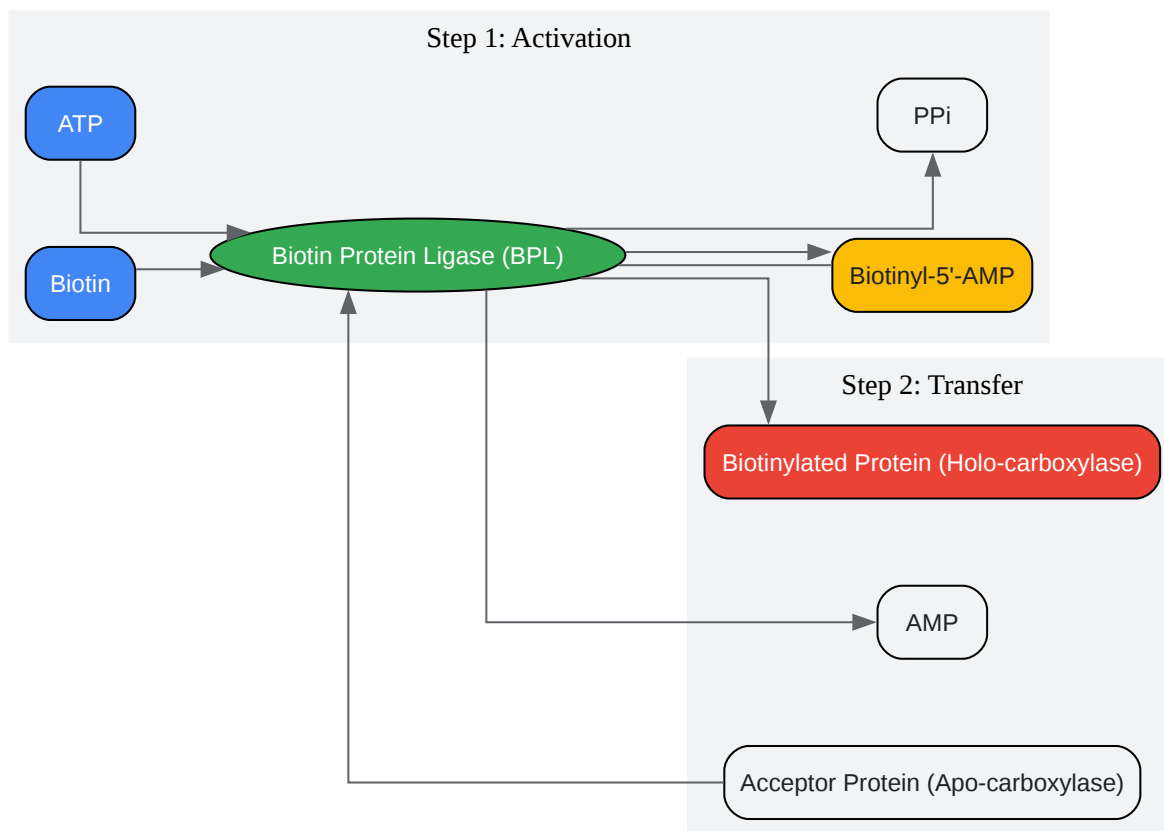 Step 1: Activation
ATP
PPi
Biotin Protein Ligase (BPL)
Biotin
Biotinyl-5'-AMP
Step 2: Transfer
Biotinylated Protein (Holo-carboxylase)
AMP
Acceptor Protein (Apo-carboxylase)